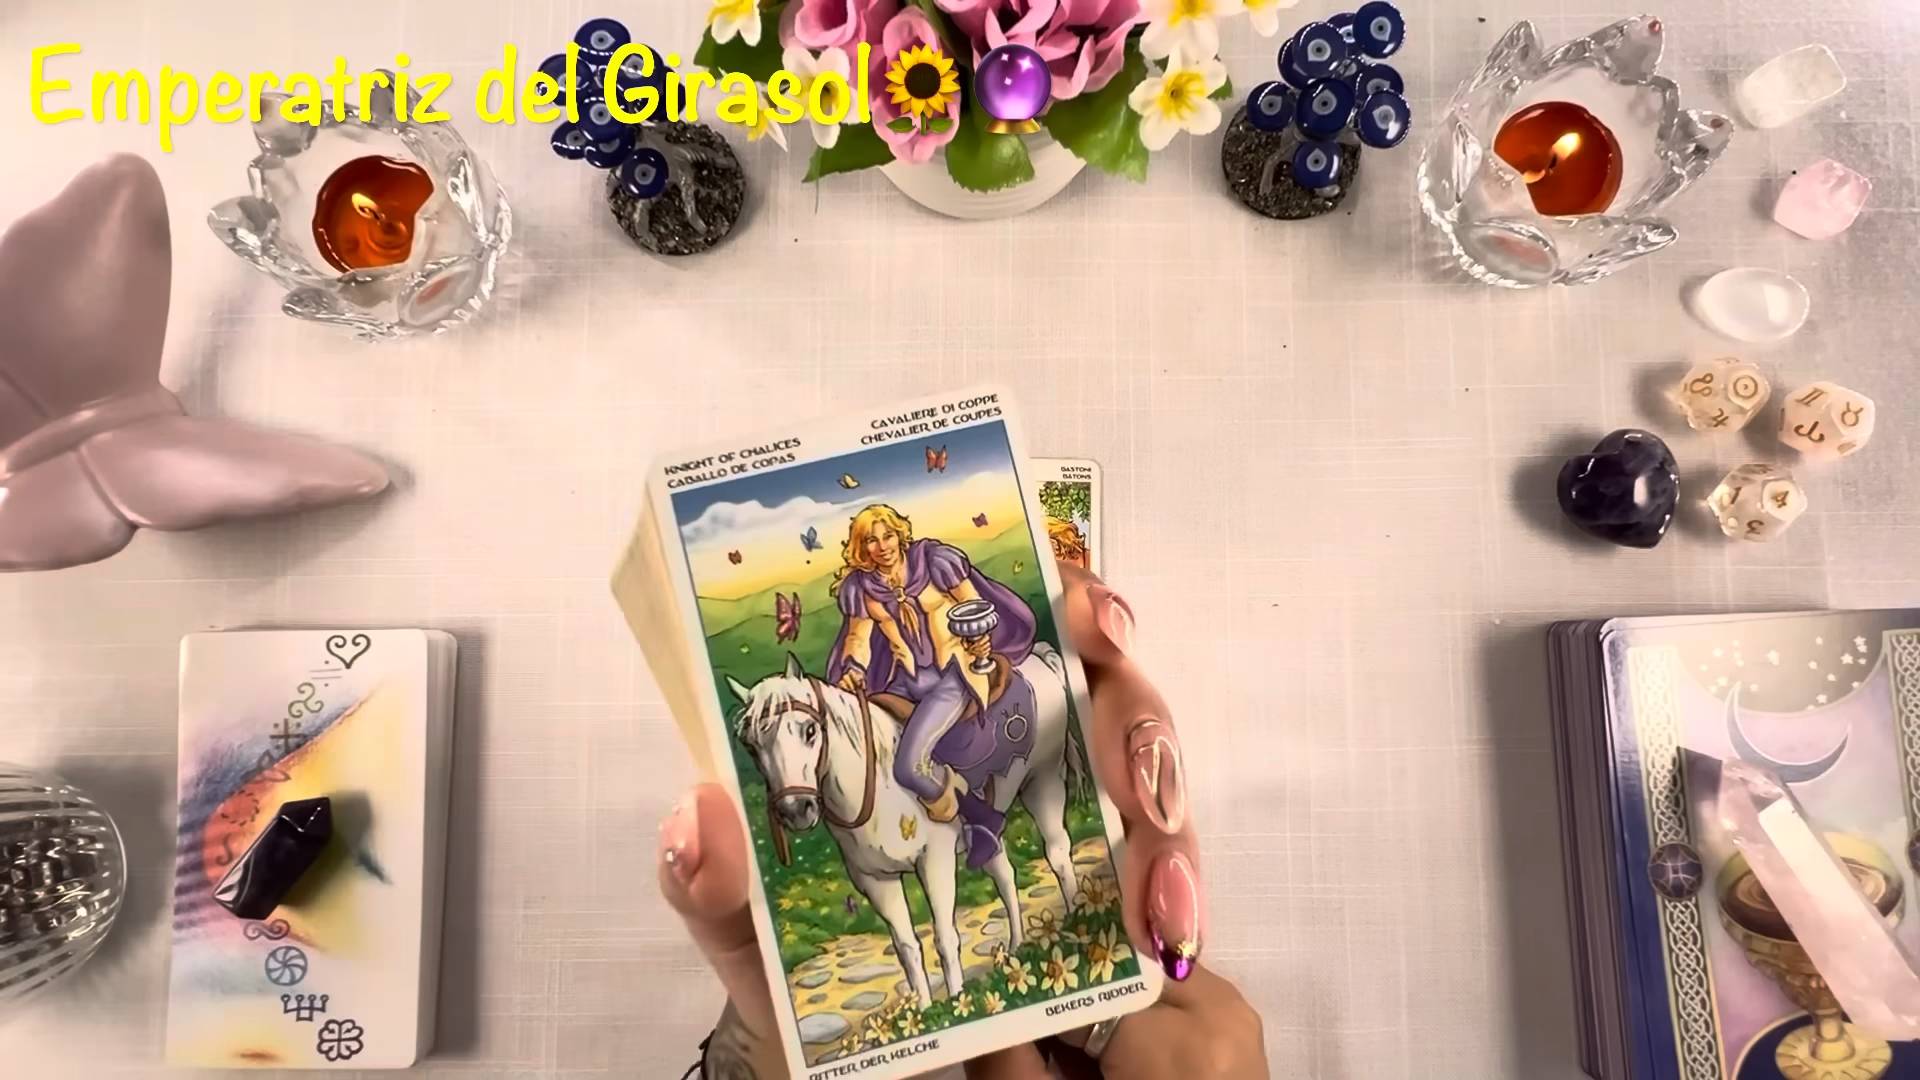 Emperatriz del Girasol🌻🔮
KNIGHT OF CHALICES
CABALLO DE COPAS
CAVALIERE DI COPPE
CHEVALIER DE COUPES
BASTONI
BATONS
RITTER DER KELCHE
BEKERS RIDDER